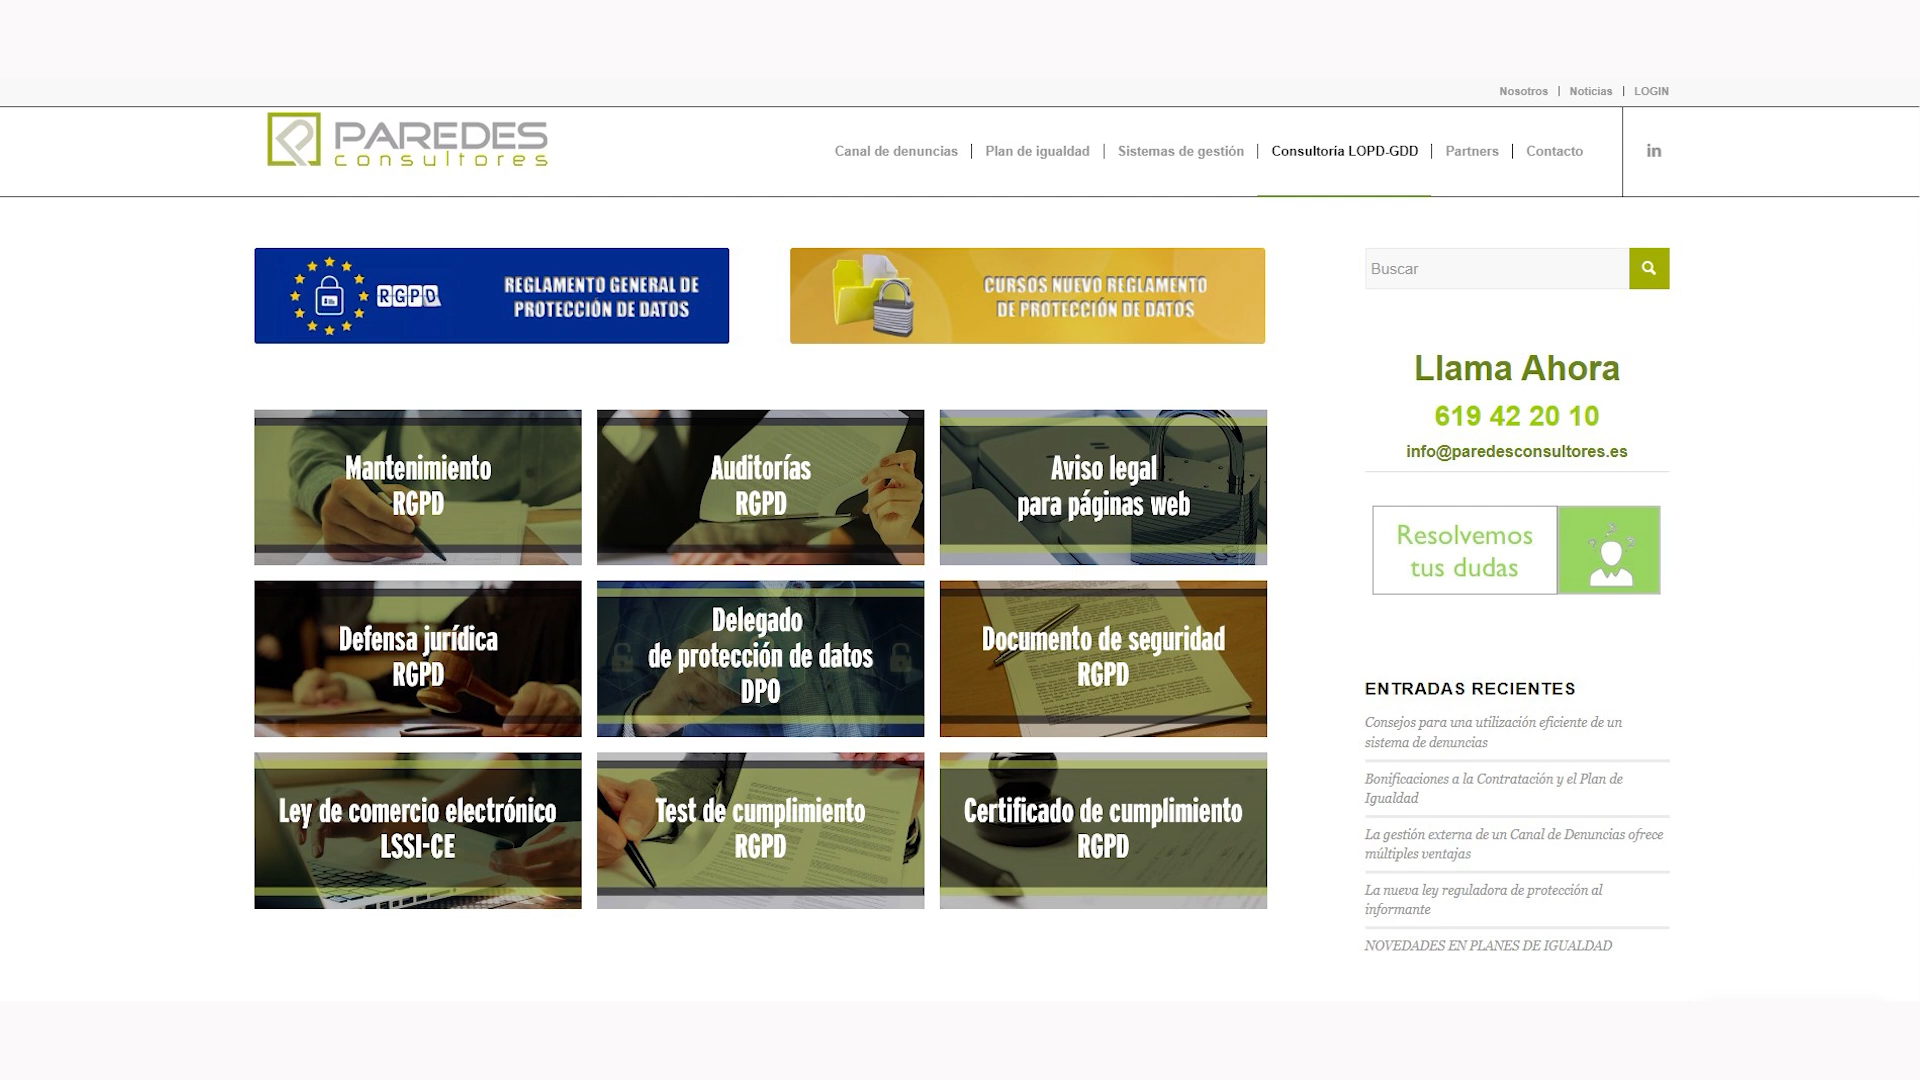 Nosotros
Noticias
LOGIN
PAREDES
consultores
Canal de denuncias
Plan de igualdad
Sistemas de gestión
Consultoría LOPD-GDD
Partners
Contacto
in
RGPD
REGLAMENTO GENERAL DE
PROTECCIÓN DE DATOS
CURSOS NUEVO REGLAMENTO
DE PROTECCIÓN DE DATOS
Buscar
Llama Ahora
619 42 20 10
info@paredesconsultores.es
Resolvemos
tus dudas
Mantenimiento
RGPD
Auditorías
RGPD
Aviso legal
para páginas web
Defensa jurídica
RGPD
Delegado
de protección de datos
DPO
Documento de seguridad
RGPD
Ley de comercio electrónico
LSSI-CE
Test de cumplimiento
RGPD
Certificado de cumplimiento
RGPD
ENTRADAS RECIENTES
Consejos para una utilización eficiente de un
sistema de denuncias
Bonificaciones a la Contratación y el Plan de
Igualdad
La gestión externa de un Canal de Denuncias ofrece
múltiples ventajas
La nueva ley reguladora de protección al
informante
NOVEDADES EN PLANES DE IGUALDAD